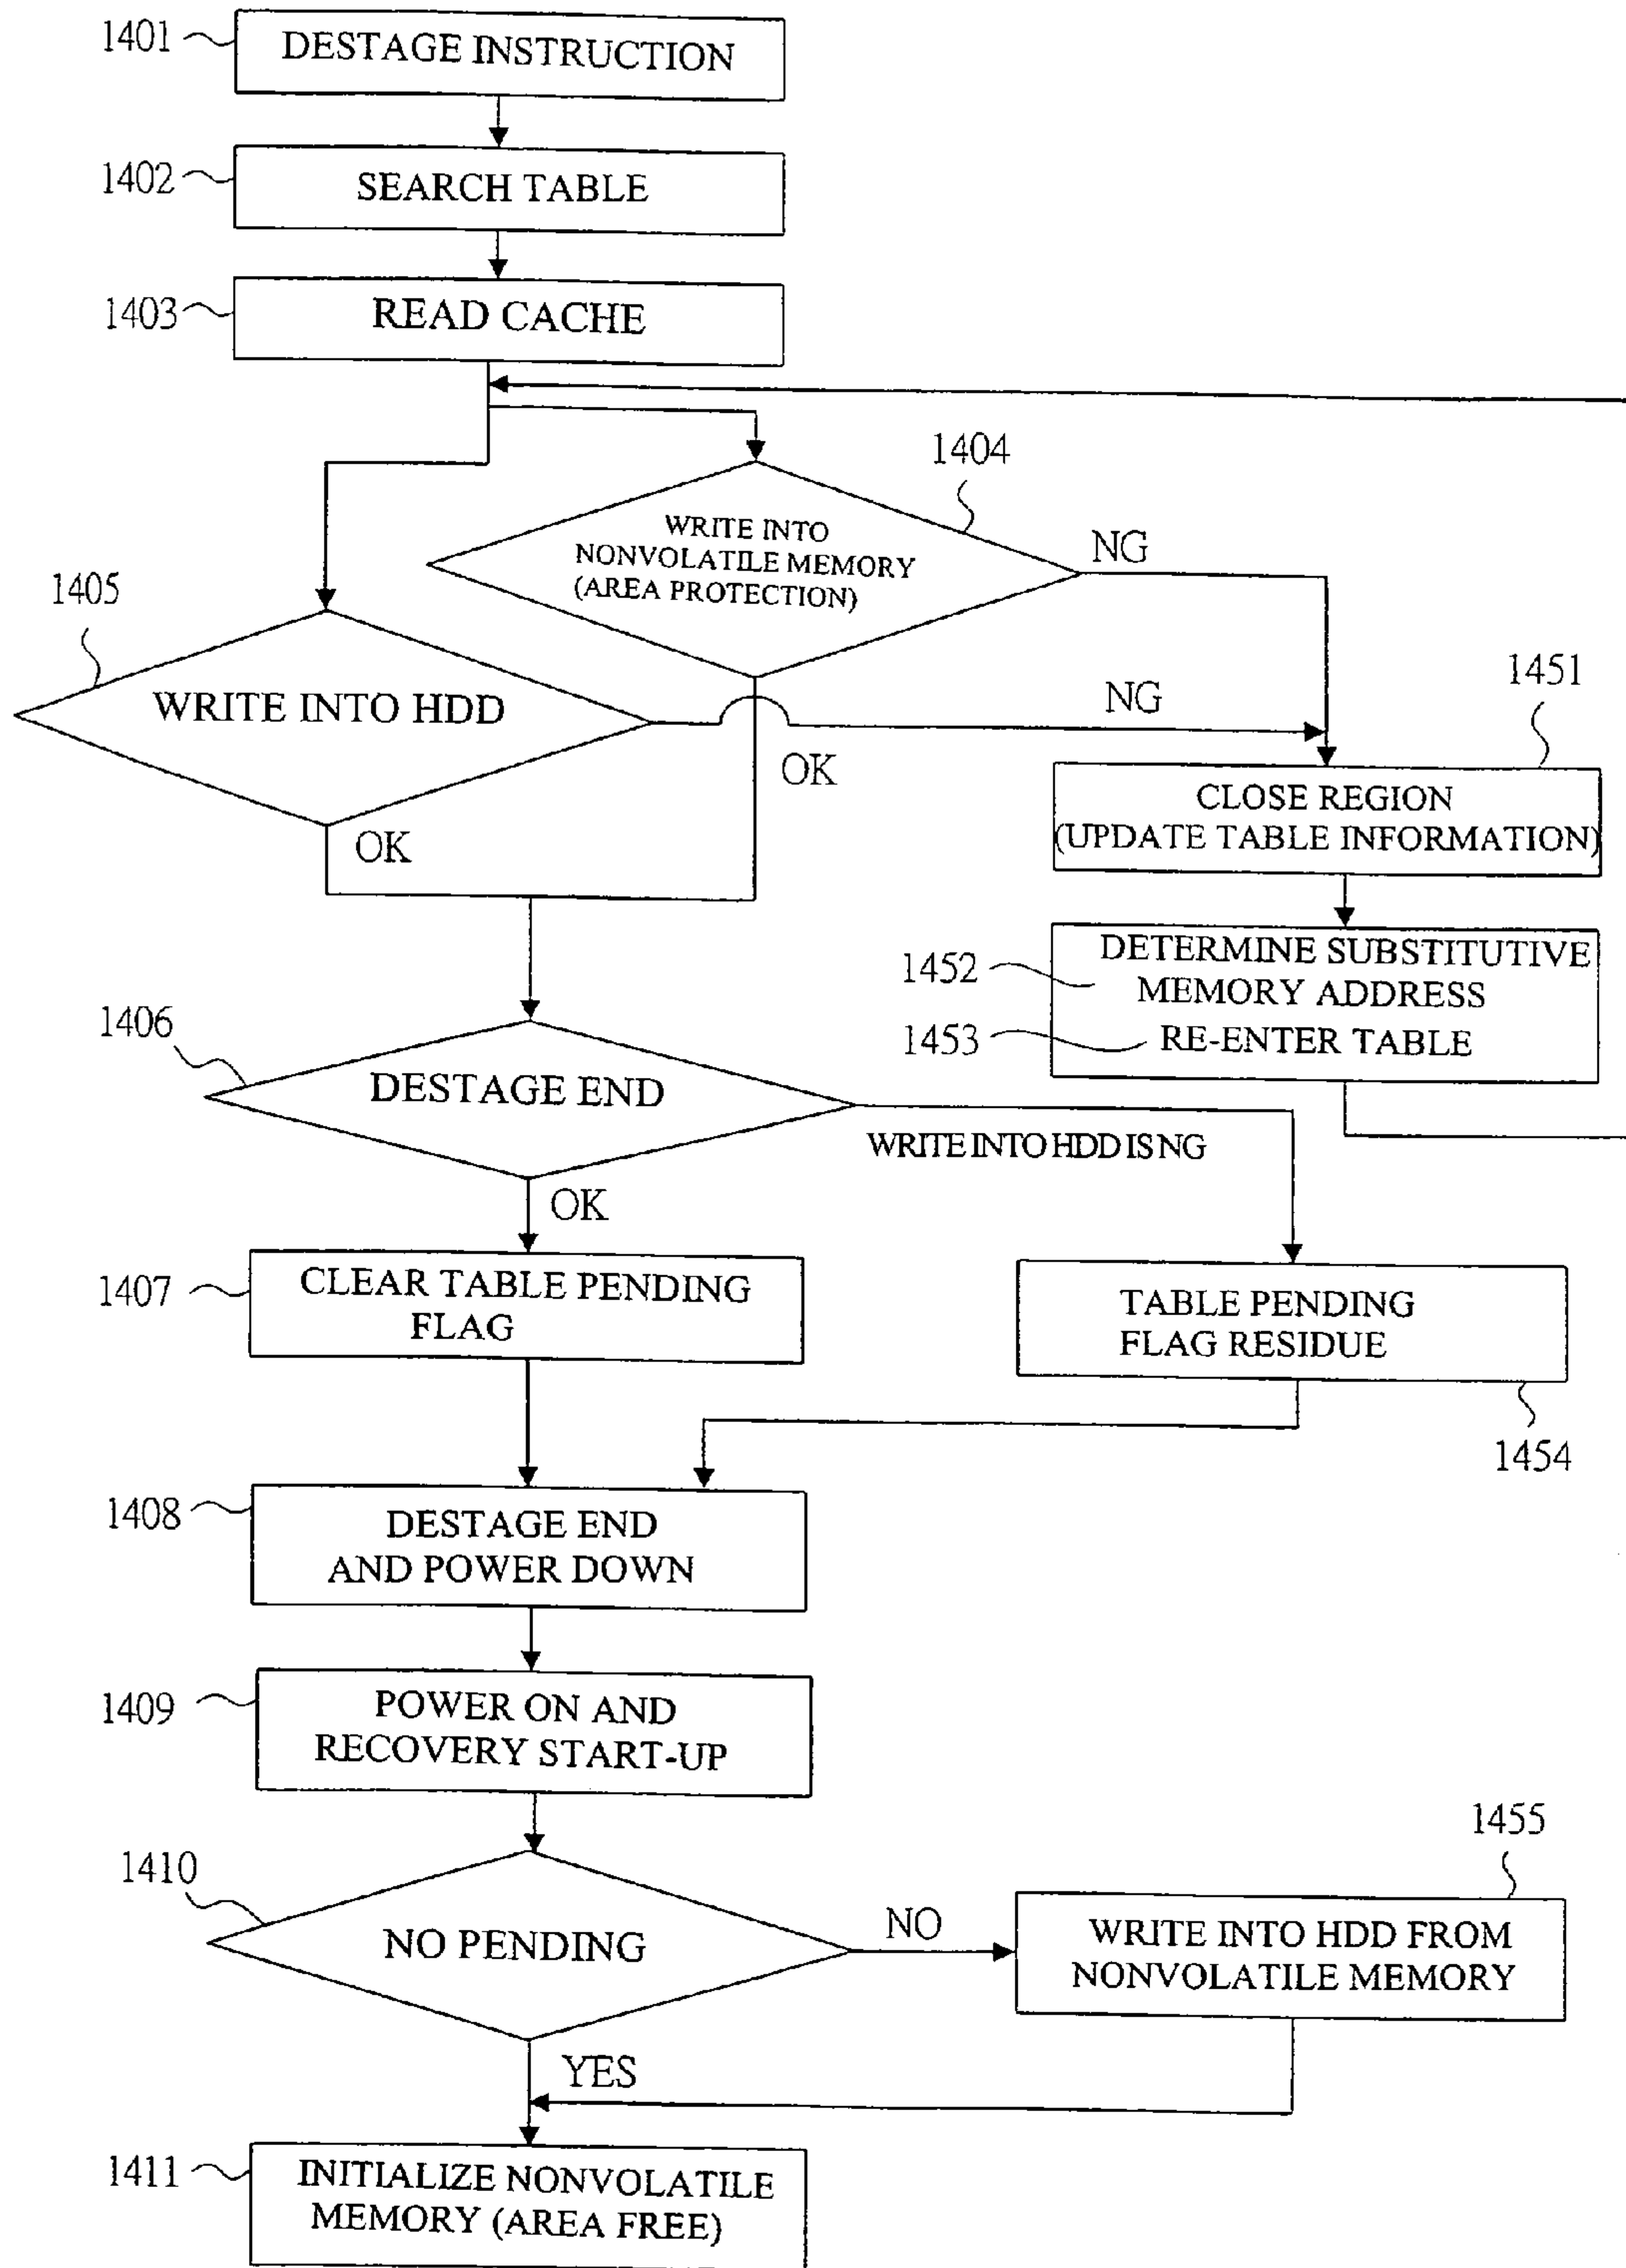 1401
DESTAGE INSTRUCTION
1402
SEARCH TABLE
1403
READ CACHE
1404
WRITE INTO
NONVOLATILE MEMORY
(AREA PROTECTION)
NG
1405
WRITE INTO HDD
NG
OK
OK
1451
CLOSE REGION
(UPDATE TABLE INFORMATION)
1452
DETERMINE SUBSTITUTIVE
MEMORY ADDRESS
1453
RE-ENTER TABLE
1406
DESTAGE END
WRITE INTO HDD IS NG
OK
1407
CLEAR TABLE PENDING
FLAG
TABLE PENDING
FLAG RESIDUE
1454
1408
DESTAGE END
AND POWER DOWN
1409
POWER ON AND
RECOVERY START-UP
1410
NO PENDING
NO
1455
WRITE INTO HDD FROM
NONVOLATILE MEMORY
YES
1411
INITIALIZE NONVOLATILE
MEMORY (AREA FREE)